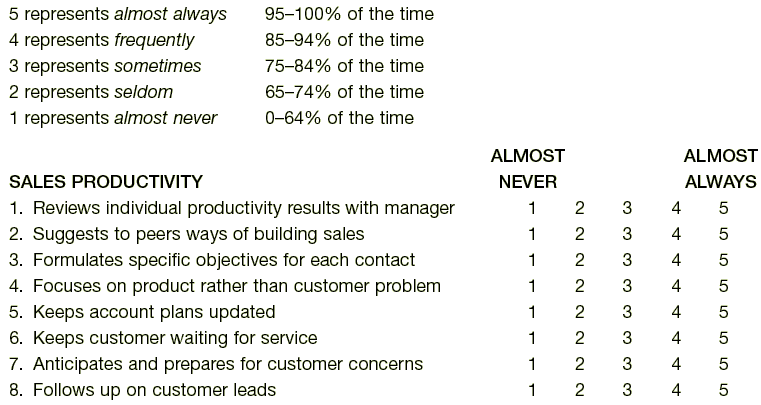 5 represents almost always 95–100% of the time
4 represents frequently 85–94% of the time
3 represents sometimes 75–84% of the time
2 represents seldom 65–74% of the time
1 represents almost never 0–64% of the time
ALMOST ALMOST
SALES PRODUCTIVITY NEVER ALWAYS
1. Reviews individual productivity results with manager 1 2 3 4 5
2. Suggests to peers ways of building sales 1 2 3 4 5
3. Formulates specific objectives for each contact 1 2 3 4 5
4. Focuses on product rather than customer problem 1 2 3 4 5
5. Keeps account plans updated 1 2 3 4 5
6. Keeps customer waiting for service 1 2 3 4 5
7. Anticipates and prepares for customer concerns 1 2 3 4 5
8. Follows up on customer leads 1 2 3 4 5